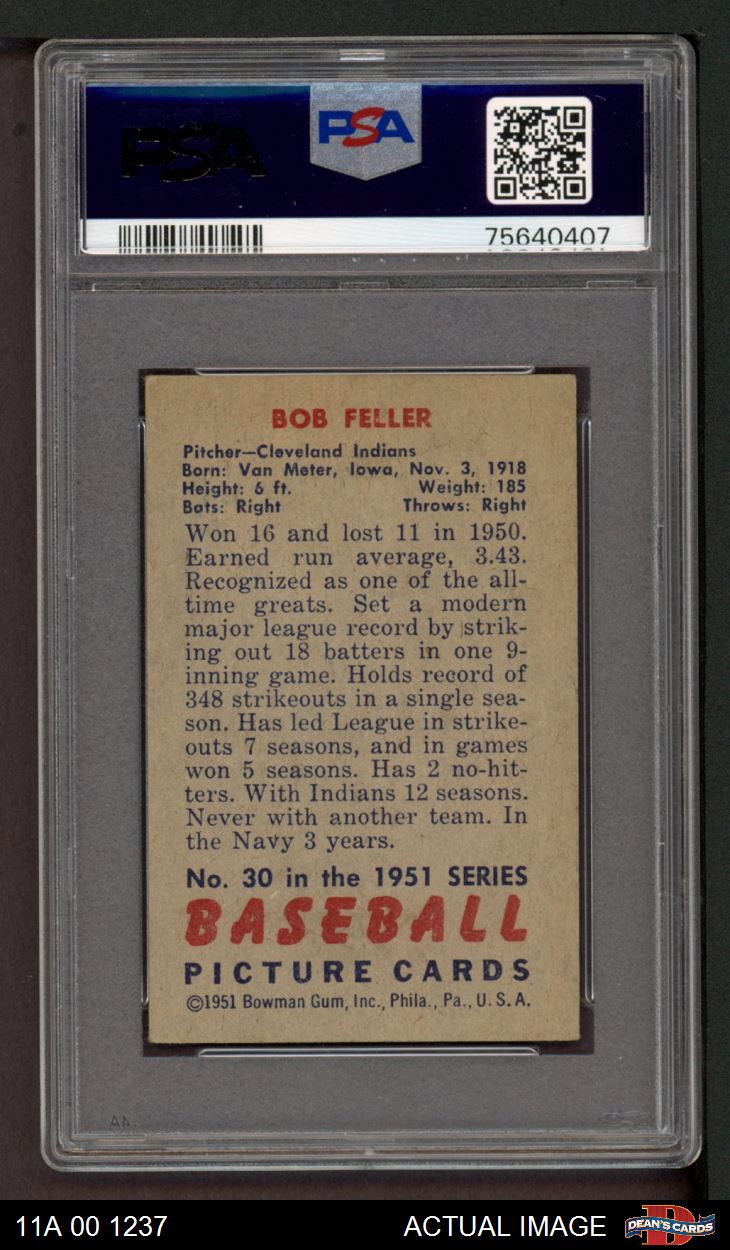 PSA
PSA
75640407
BOB FELLER
Pitcher—Cleveland Indians
Born: Van Meter, Iowa, Nov. 3, 1918
Height: 6 ft. Weight: 185
Bats: Right Throws: Right
Won 16 and lost 11 in 1950.
Earned run average, 3.43.
Recognized as one of the all-
time greats. Set a modern
major league record by strik-
ing out 18 batters in one 9-
inning game. Holds record of
348 strikeouts in a single sea-
son. Has led League in strike-
outs 7 seasons, and in games
won 5 seasons. Has 2 no-hit-
ters. With Indians 12 seasons.
Never with another team. In
the Navy 3 years.
No. 30 in the 1951 SERIES
BASEBALL
PICTURE CARDS
©1951 Bowman Gum, Inc., Phila., Pa., U.S.A.
11A 00 1237 ACTUAL IMAGE DEAN'S CARDS